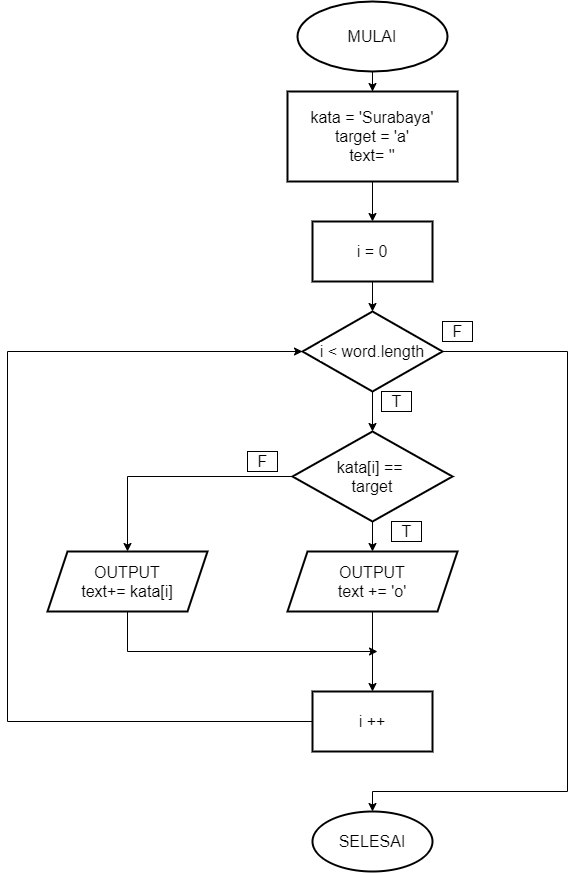 MULAI
kata = 'Surabaya'
target = 'a'
text= ''
i = 0
i < word.length
F
T
kata[i] ==
target
F
T
OUTPUT
text+= kata[i]
OUTPUT
text += 'o'
i ++
SELESAI